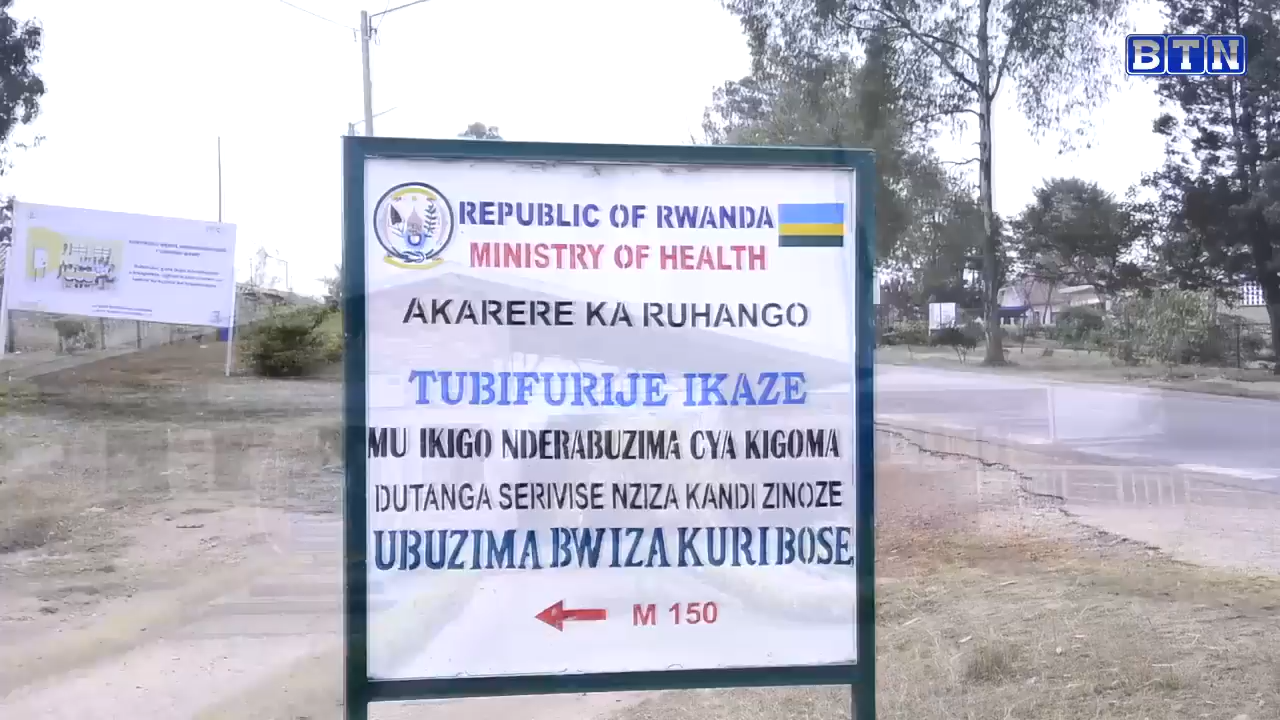 BTN
REPUBLIC OF RWANDA
MINISTRY OF HEALTH
AKARERE KA RUHANGO
TUBIFURIJE IKAZE
MU IKIGO NDERABUZIMA CYA KIGOMA
DUTANGA SERIVISE NZIZA KANDI ZINOZE
UBUZIMA BWIZA KURI BOSE,
M 150